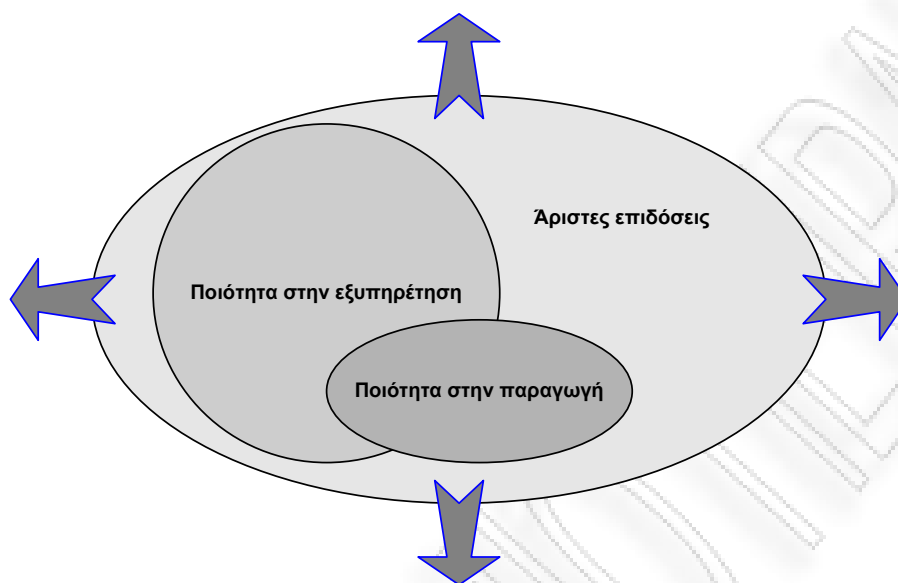 Άριστες επιδόσεις
Ποιότητα στην εξυπηρέτηση
Ποιότητα στην παραγωγή